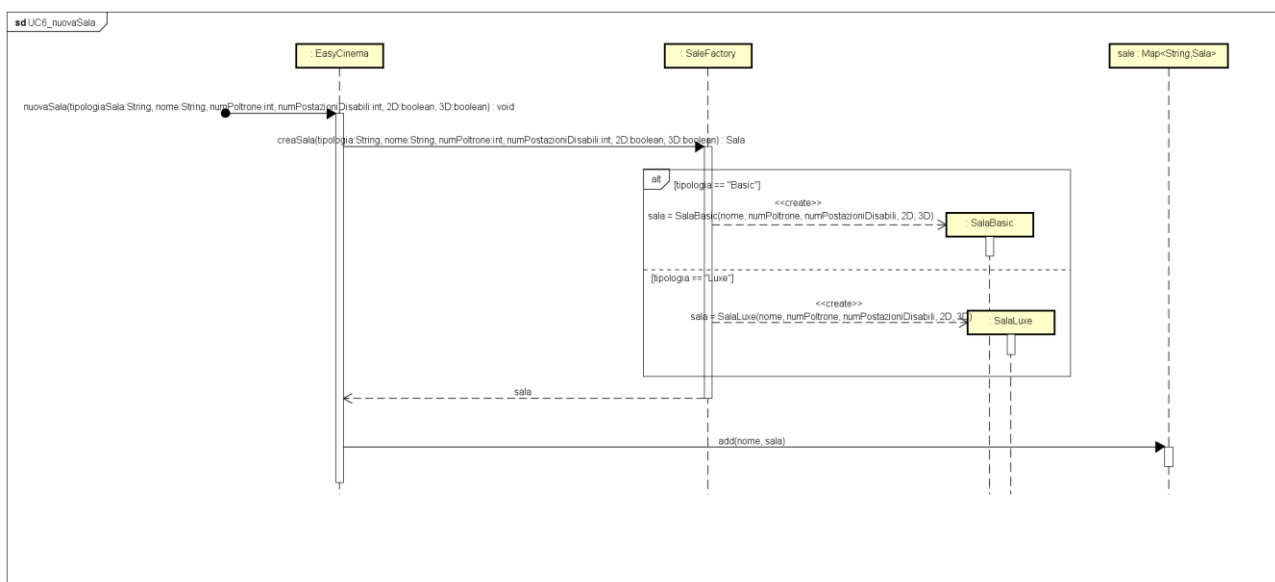 sd UC6_nuovaSala
: EasyCinema
: SaleFactory
sale : Map<String,Sala>
nuovaSala(tipologiaSala:String, nome:String, numPoltrone:int, numPostazioniDisabili:int, 2D:boolean, 3D:boolean) : void
creaSala(tipologia:String, nome:String, numPoltrone:int, numPostazioniDisabili:int, 2D:boolean, 3D:boolean) : Sala
alt
[tipologia == "Basic"]
<<create>>
sala = SalaBasic(nome, numPoltrone, numPostazioniDisabili, 2D, 3D)
: SalaBasic
[tipologia == "Luxe"]
<<create>>
sala = SalaLuxe(nome, numPoltrone, numPostazioniDisabili, 2D, 3D)
: SalaLuxe
sala
add(nome, sala)